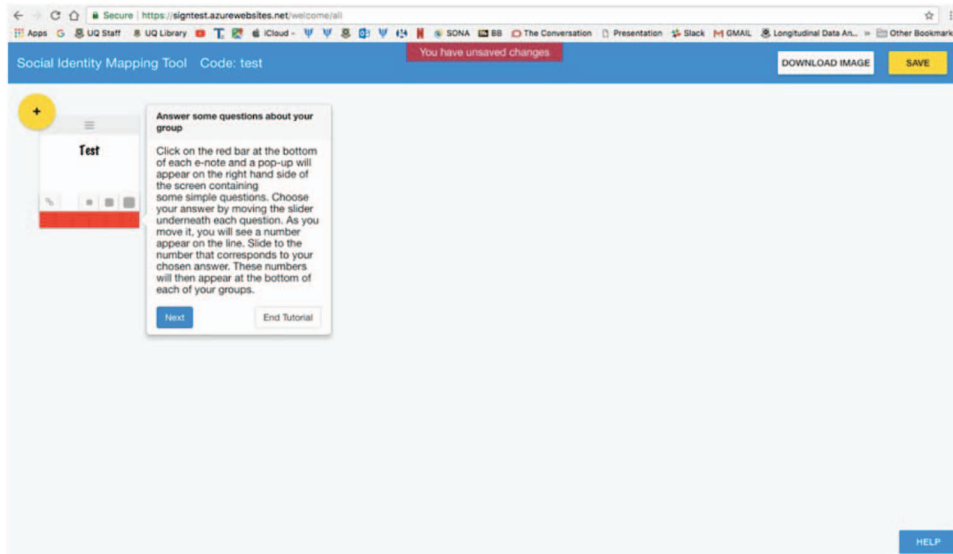 Secure https://signtest.azurewebsites.net/welcome/all
Apps UQ Staff UQ Library iCloud - SONA BB The Conversation Presentation Slack GMAIL Longitudinal Data An... » Other Bookmark
You have unsaved changes
Social Identity Mapping Tool Code: test
DOWNLOAD IMAGE
SAVE
+
Test
Answer some questions about your
group
Click on the red bar at the bottom
of each e-note and a pop-up will
appear on the right hand side of
the screen containing
some simple questions. Choose
your answer by moving the slider
underneath each question. As you
move it, you will see a number
appear on the line. Slide to the
number that corresponds to your
chosen answer. These numbers
will then appear at the bottom of
each of your groups.
Next
End Tutorial
HELP